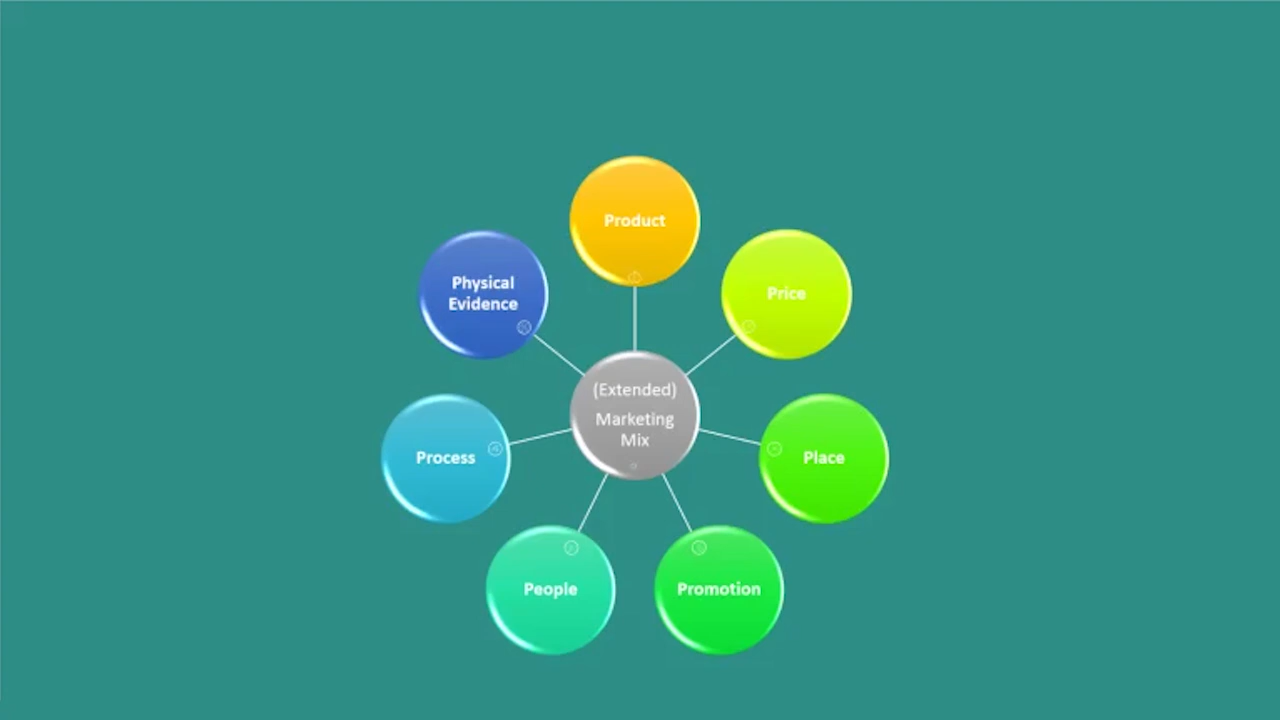 Product
Price
Place
Promotion
People
Process
Physical
Evidence
(Extended)
Marketing
Mix